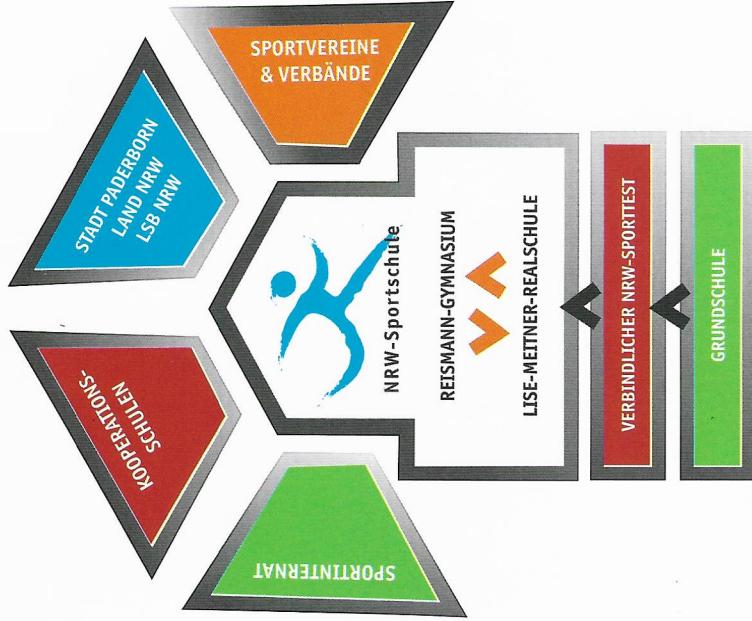 SPORTINTERNAT
KOOPERATIONS-
SCHULEN
STADT PADERBORN
LAND NRW
LSB NRW
SPORTVEREINE
& VERBÄNDE
NRW-Sportschule
REISMANN-GYMNASIUM
LISE-MEITNER-REALSCHULE
VERBINDLICHER NRW-SPORTTEST
GRUNDSCHULE